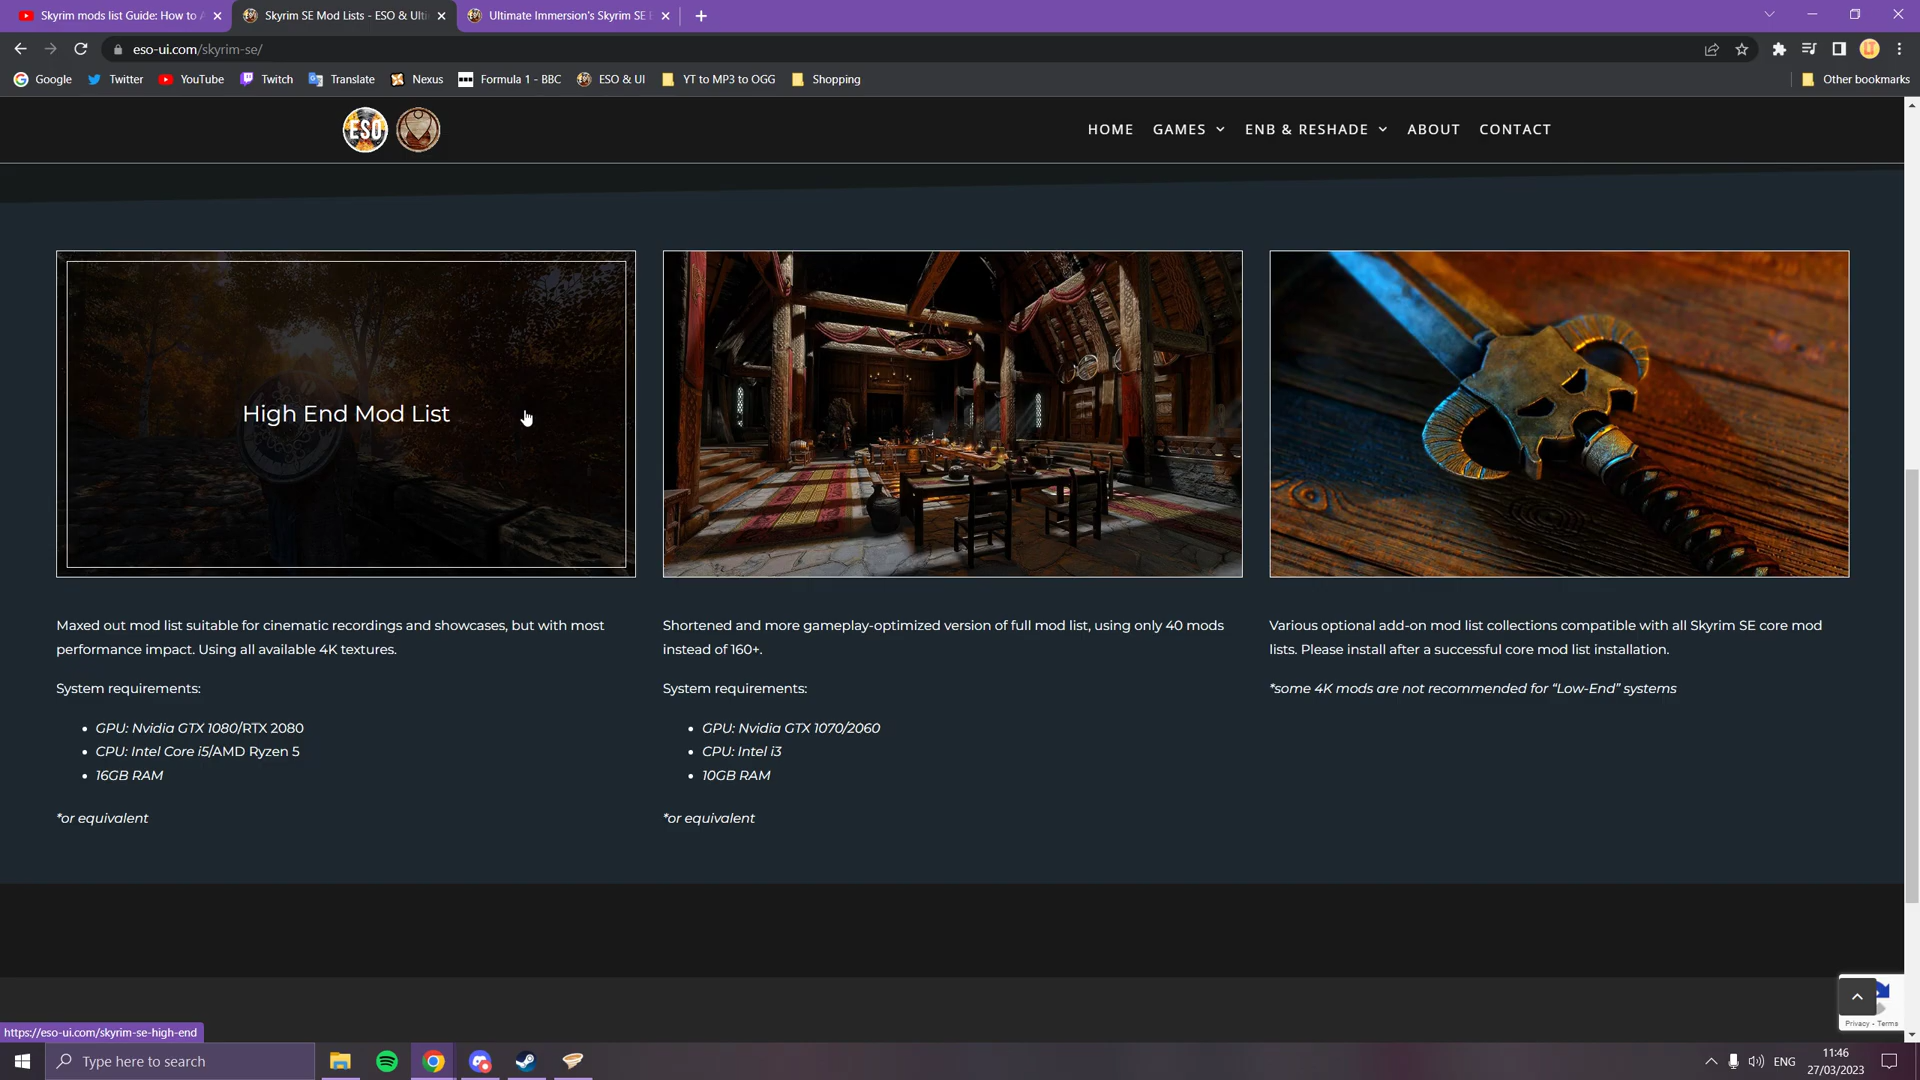 Skyrim mods list Guide: How to A
Skyrim SE Mod Lists - ESO & Ulti
Ultimate Immersion's Skyrim SE E
eso-ui.com/skyrim-se/
Google
Twitter
YouTube
Twitch
Translate
Nexus
Formula 1 - BBC
ESO & UI
YT to MP3 to OGG
Shopping
Other bookmarks
ESO
HOME
GAMES
ENB & RESHADE
ABOUT
CONTACT
High End Mod List
Maxed out mod list suitable for cinematic recordings and showcases, but with most
performance impact. Using all available 4K textures.
System requirements:
• GPU: Nvidia GTX 1080/RTX 2080
• CPU: Intel Core i5/AMD Ryzen 5
• 16GB RAM
*or equivalent
Shortened and more gameplay-optimized version of full mod list, using only 40 mods
instead of 160+.
System requirements:
• GPU: Nvidia GTX 1070/2060
• CPU: Intel i3
• 10GB RAM
*or equivalent
Various optional add-on mod list collections compatible with all Skyrim SE core mod
lists. Please install after a successful core mod list installation.
*some 4K mods are not recommended for “Low-End” systems
Privacy - Terms
https://eso-ui.com/skyrim-se-high-end
Type here to search
ENG
11:46
27/03/2023